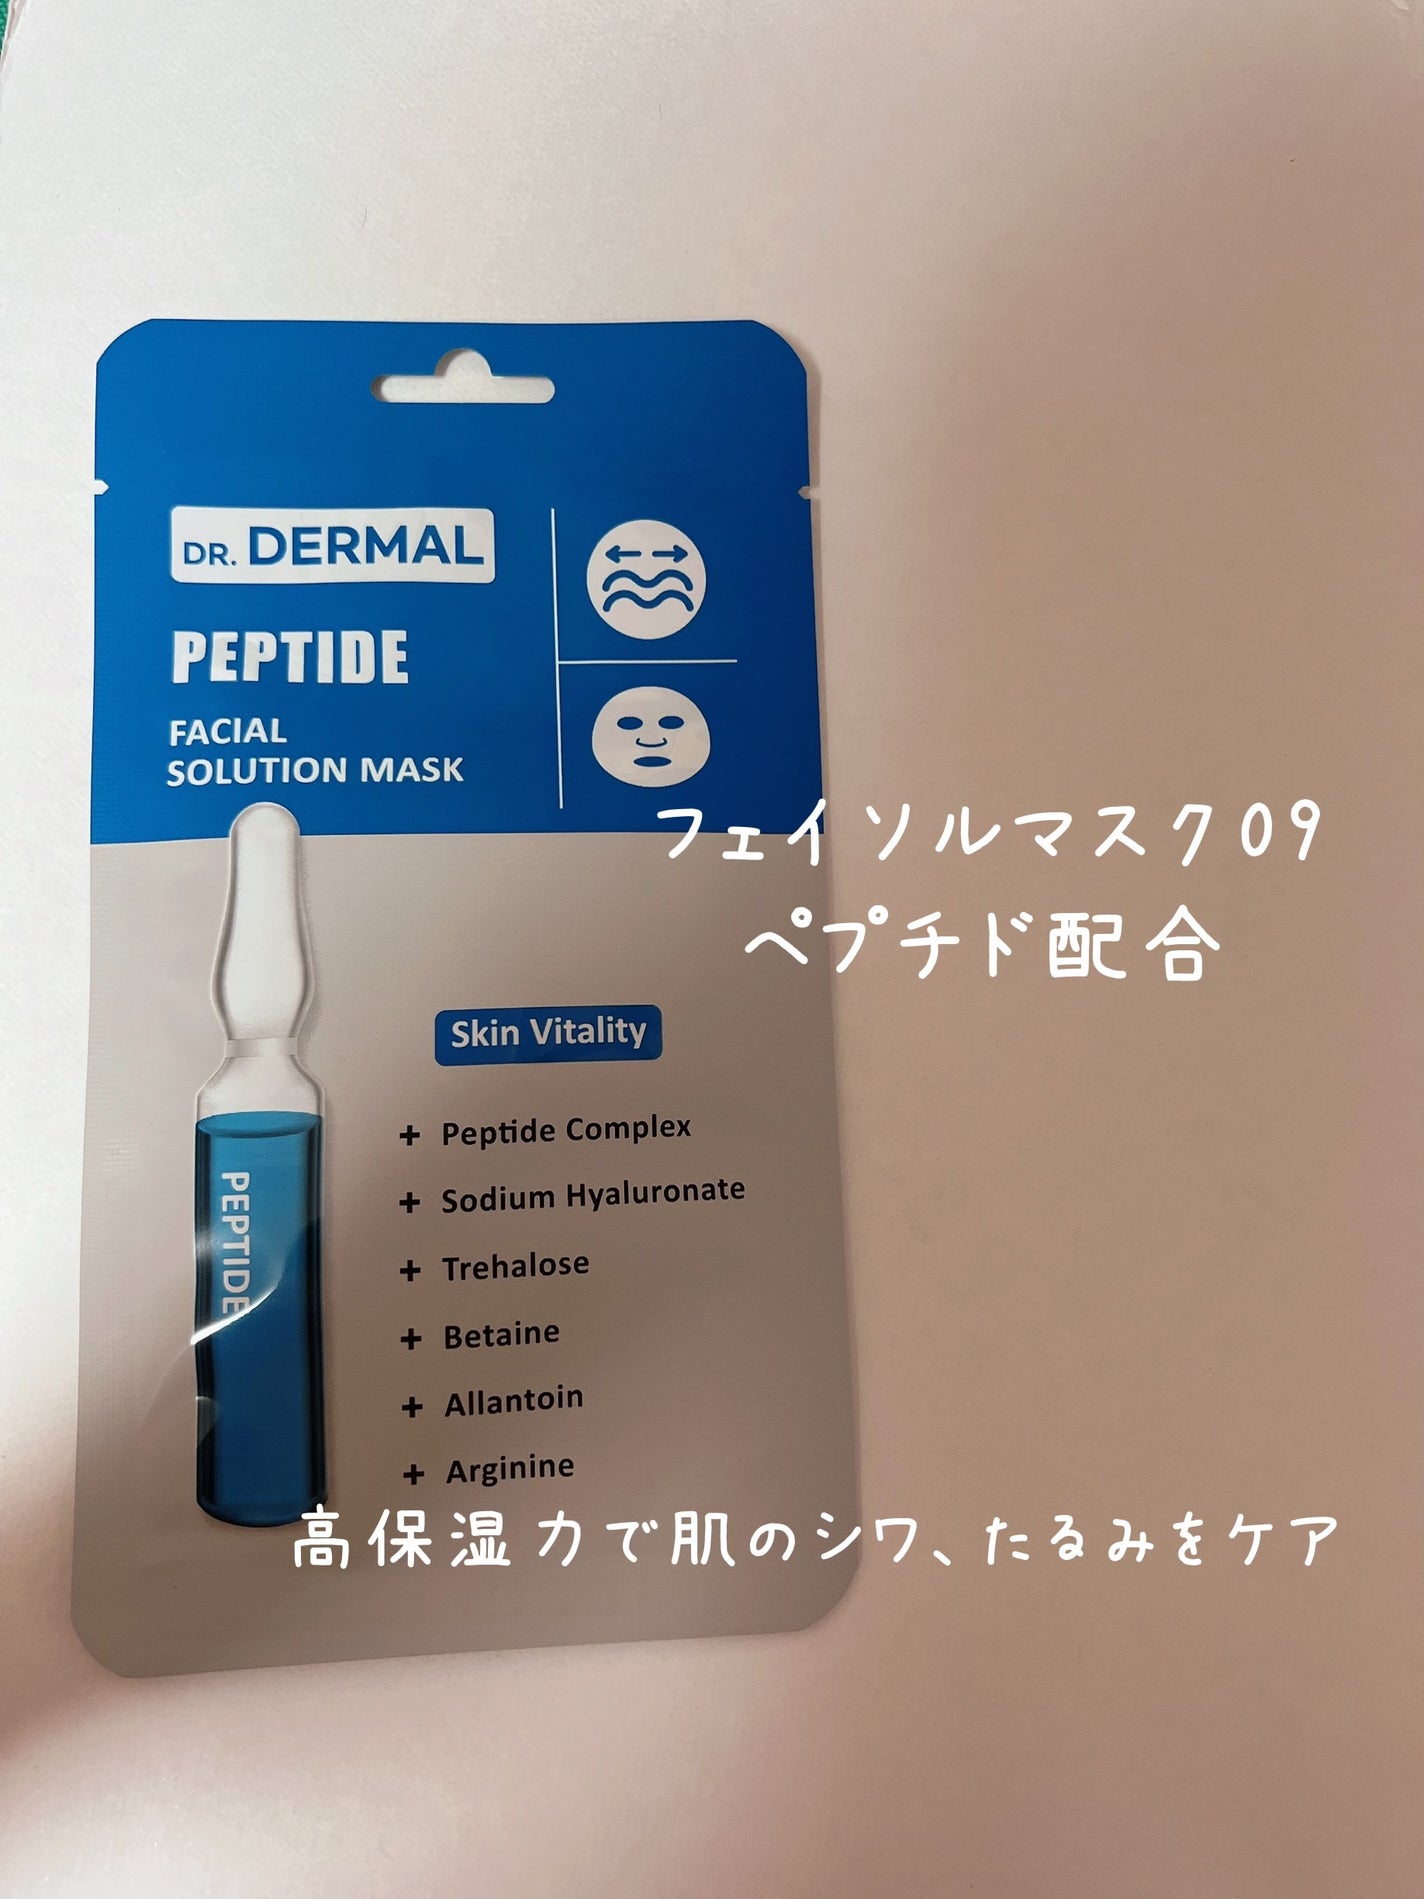 DR. DERMAL
PEPTIDE
FACIAL
SOLUTION MASK
フェイソルマスク09
ペプチド配合
Skin Vitality
+ Peptide Complex
+ Sodium Hyaluronate
+ Trehalose
+ Betaine
+ Allantoin
+ Arginine
PEPTIDE
高保湿力で肌のシワ、たるみをケア